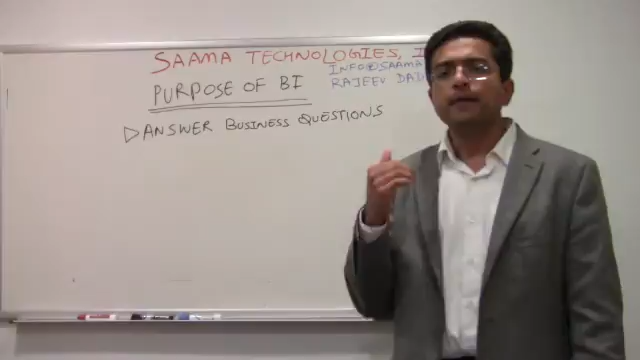 SAAMA TECHNOLOGIES, I
INFO@SAAMA
RAJEEV DAD
PURPOSE OF BI
▷ ANSWER BUSINESS QUESTIONS